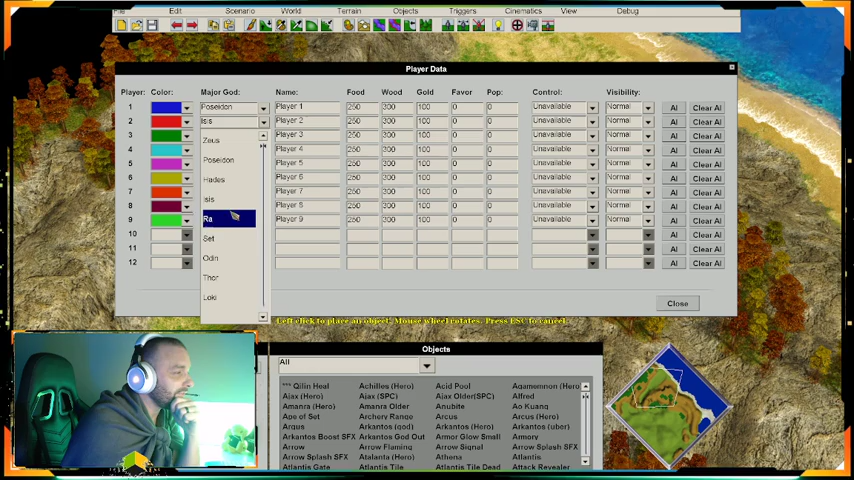 File Edit Scenario Terrain Objects Triggers Cinematics View Debug
Player Data
Player: Color: Major God: Name: Food Wood Gold Favor Pop: Control: Visibility:
1 Poseidon Player 1 250 300 100 0 0 Unavailable Normal AI Clear AI
2 Isis Player 2 250 300 100 0 0 Unavailable Normal AI Clear AI
3 Zeus Player 3 250 300 100 0 0 Unavailable Normal AI Clear AI
4 Poseidon Player 4 250 300 100 0 0 Unavailable Normal AI Clear AI
5 Hades Player 5 250 300 100 0 0 Unavailable Normal AI Clear AI
6 Isis Player 6 250 300 100 0 0 Unavailable Normal AI Clear AI
7 Player 7 250 300 100 0 0 Unavailable Normal AI Clear AI
8 Player 8 250 300 100 0 0 Unavailable Normal AI Clear AI
9 Ra Player 9 250 300 100 0 0 Unavailable Normal AI Clear AI
10 Set AI Clear AI
11 Odin AI Clear AI
12 Thor AI Clear AI
Loki
Close
Left click to place an object. Mouse wheel rotates. Press ESC to cancel.
Objects
All
*** Qilin Heal Achilles (Hero) Acid Pool Agamemnon (Hero)
Ajax (Hero) Ajax (SPC) Ajax Older(SPC) Alfred
Amanra (Hero) Amanra Older Anubite Ao Kuang
Ape of Set Archery Range Arcus Arcus (Hero)
Argus Arkantos (god) Arkantos (Hero) Arkantos (uber)
Arkantos Boost SFX Arkantos God Out Armor Glow Small Armory
Arrow Arrow Flaming Arrow Signal Arrow Splash SFX
Arrow Splash SFX Atalanta (Hero) Athena Atlantis
Atlantis Gate Atlantis Tile Atlantis Tile Dead Attack Revealer